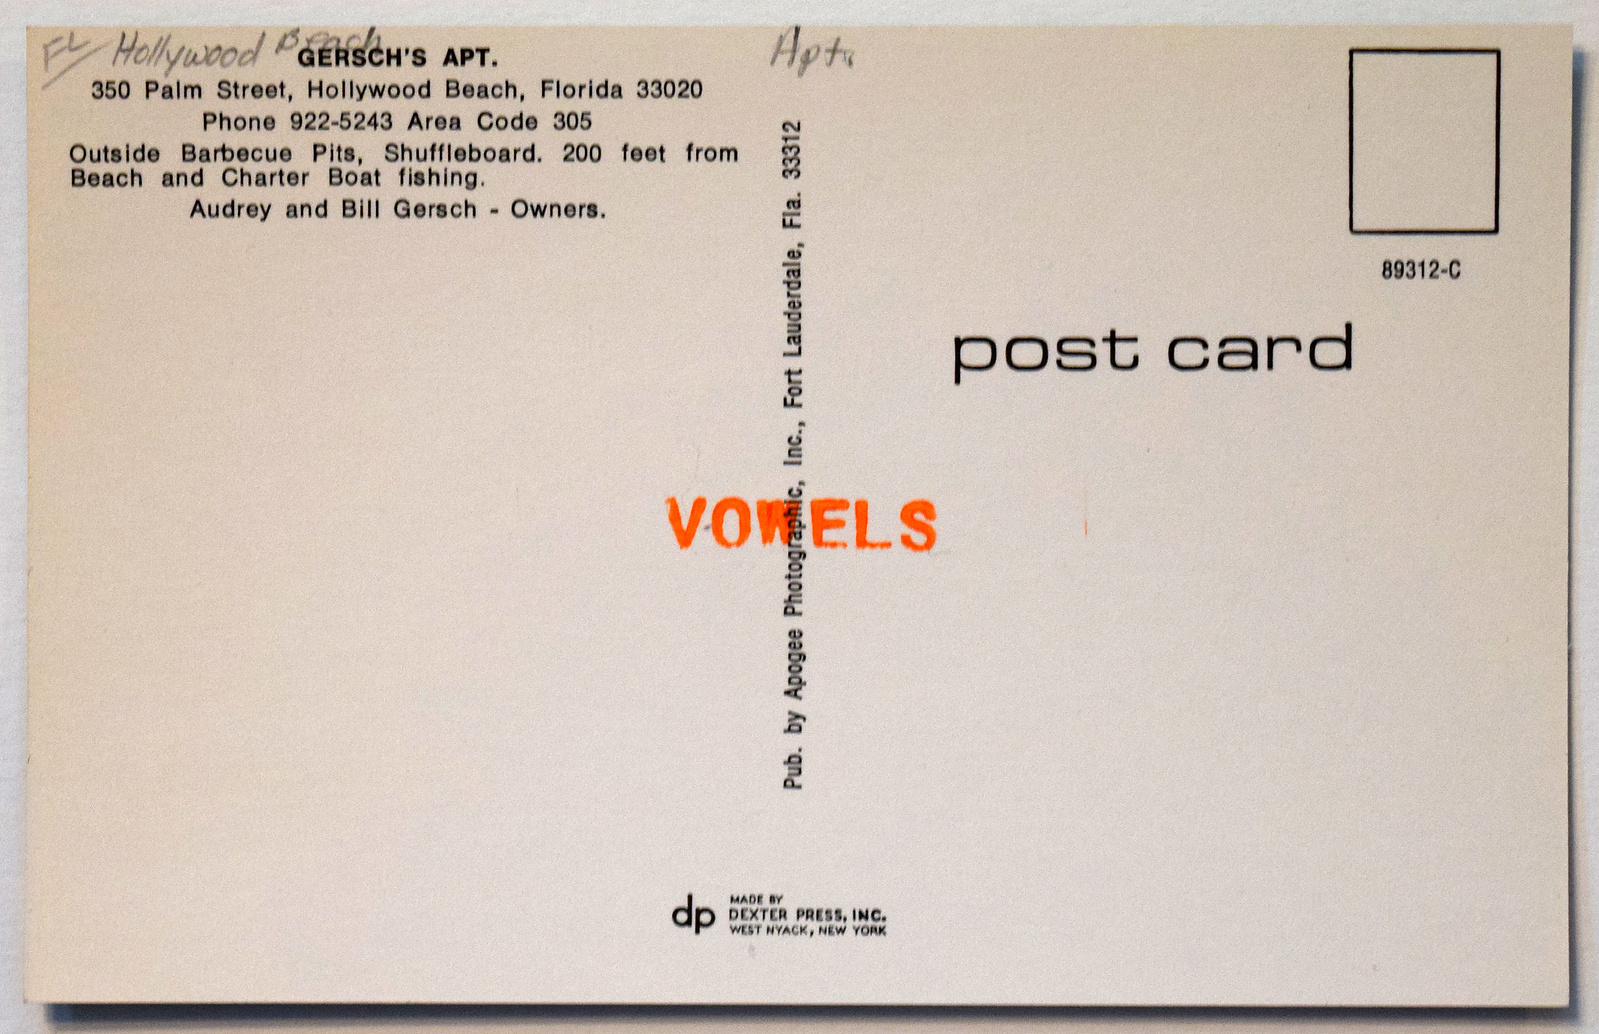 FL Hollywood Beach Apts
GERSCH'S APT.
350 Palm Street, Hollywood Beach, Florida 33020
Phone 922-5243 Area Code 305
Outside Barbecue Pits, Shuffleboard. 200 feet from
Beach and Charter Boat fishing.
Audrey and Bill Gersch - Owners.
Pub. by Apogee Photographic, Inc., Fort Lauderdale, Fla. 33312
89312-C
post card
VOWELS
dp
MADE BY
DEXTER PRESS, INC.
WEST NYACK, NEW YORK